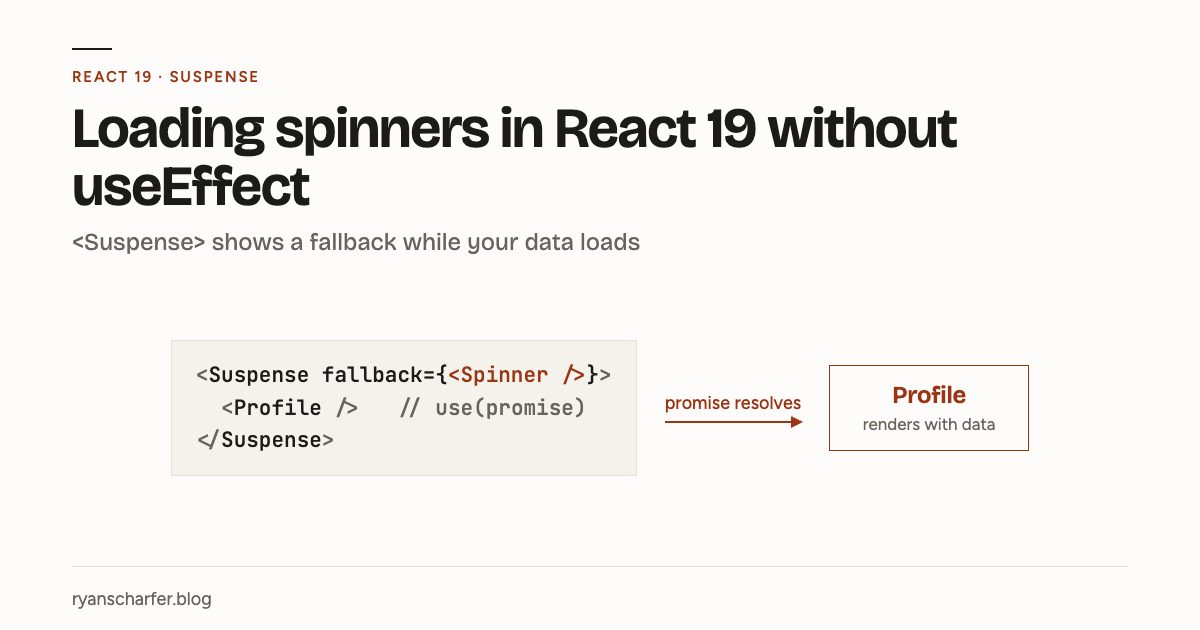 REACT 19 · SUSPENSE
Loading spinners in React 19 without
useEffect
<Suspense> shows a fallback while your data loads
<Suspense fallback={<Spinner />}>
  <Profile />   // use(promise)
</Suspense>
promise resolves
Profile
renders with data
ryanscharfer.blog